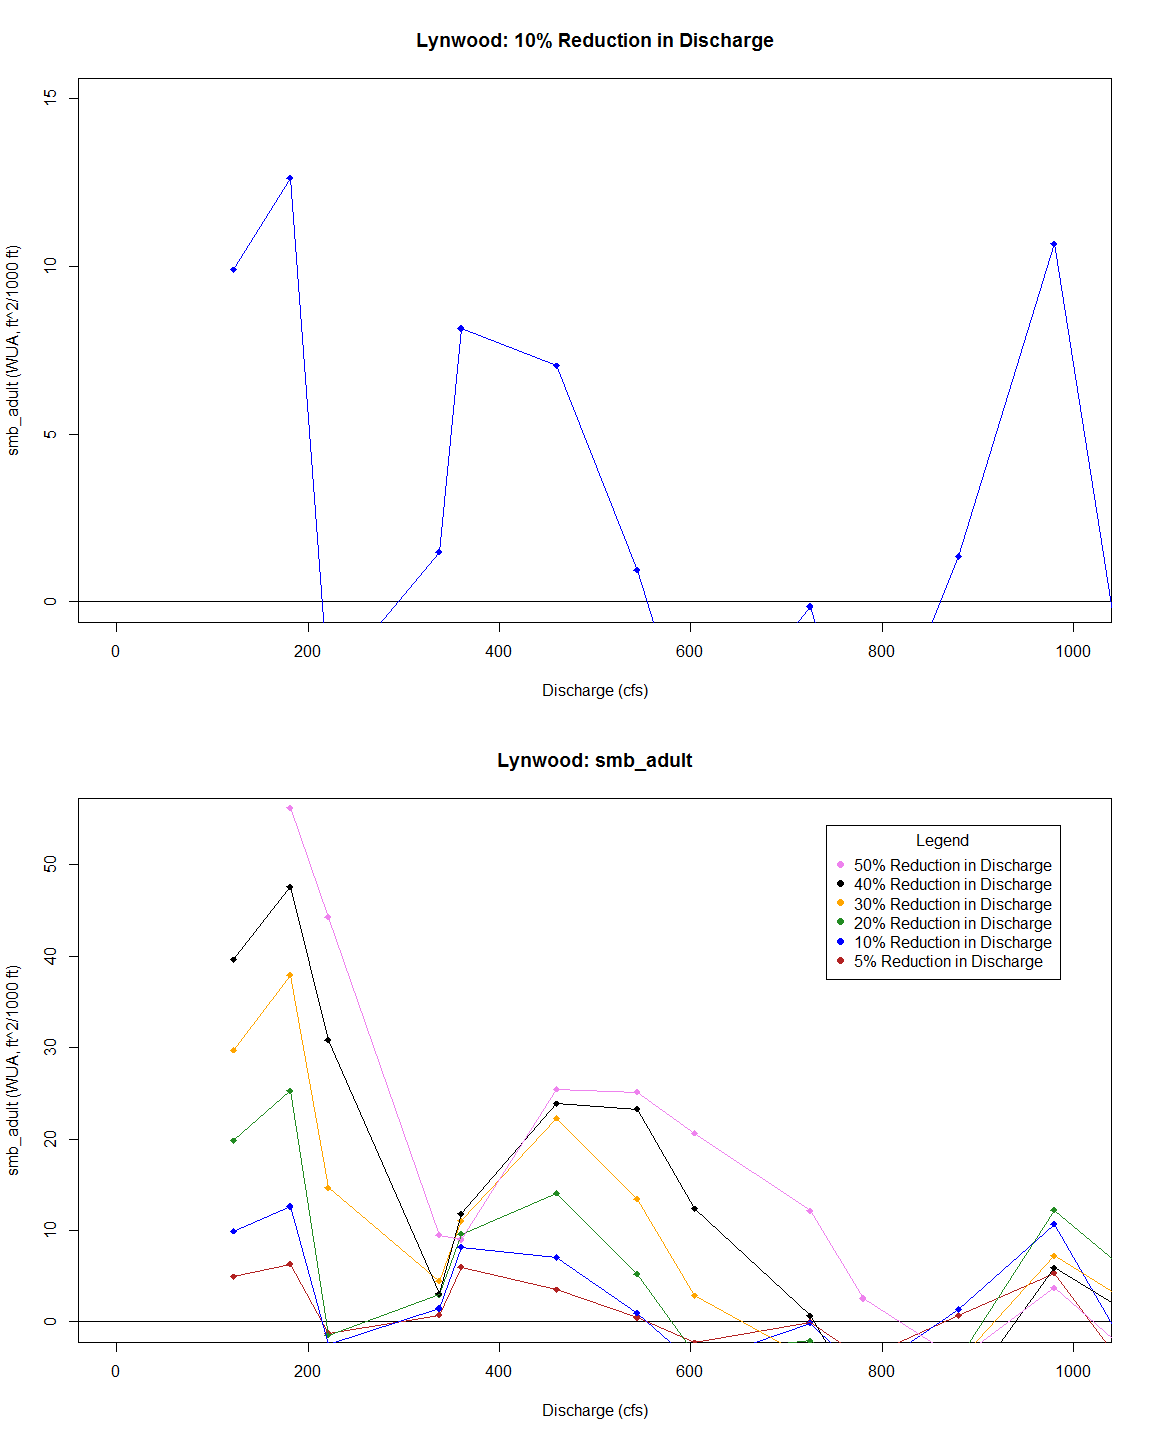 Lynwood: 10% Reduction in Discharge
15
10
5
0
smb_adult (WUA, ft^2/1000 ft)
0 200 400 600 800 1000
Discharge (cfs)
Lynwood: smb_adult
50
40
30
20
10
0
smb_adult (WUA, ft^2/1000 ft)
Legend
50% Reduction in Discharge
40% Reduction in Discharge
30% Reduction in Discharge
20% Reduction in Discharge
10% Reduction in Discharge
5% Reduction in Discharge
0 200 400 600 800 1000
Discharge (cfs)